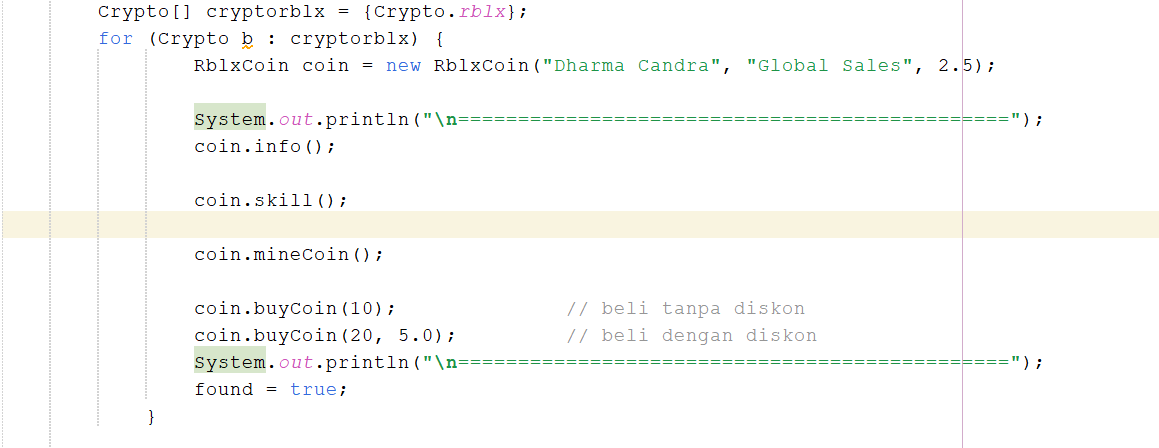 Crypto[] cryptorblx = {Crypto.rblx};
for (Crypto b : cryptorblx) {
RblxCoin coin = new RblxCoin("Dharma Candra", "Global Sales", 2.5);
System.out.println("\n==============================================");
coin.info();
coin.skill();
coin.mineCoin();
coin.buyCoin(10); // beli tanpa diskon
coin.buyCoin(20, 5.0); // beli dengan diskon
System.out.println("\n==============================================");
found = true;
}